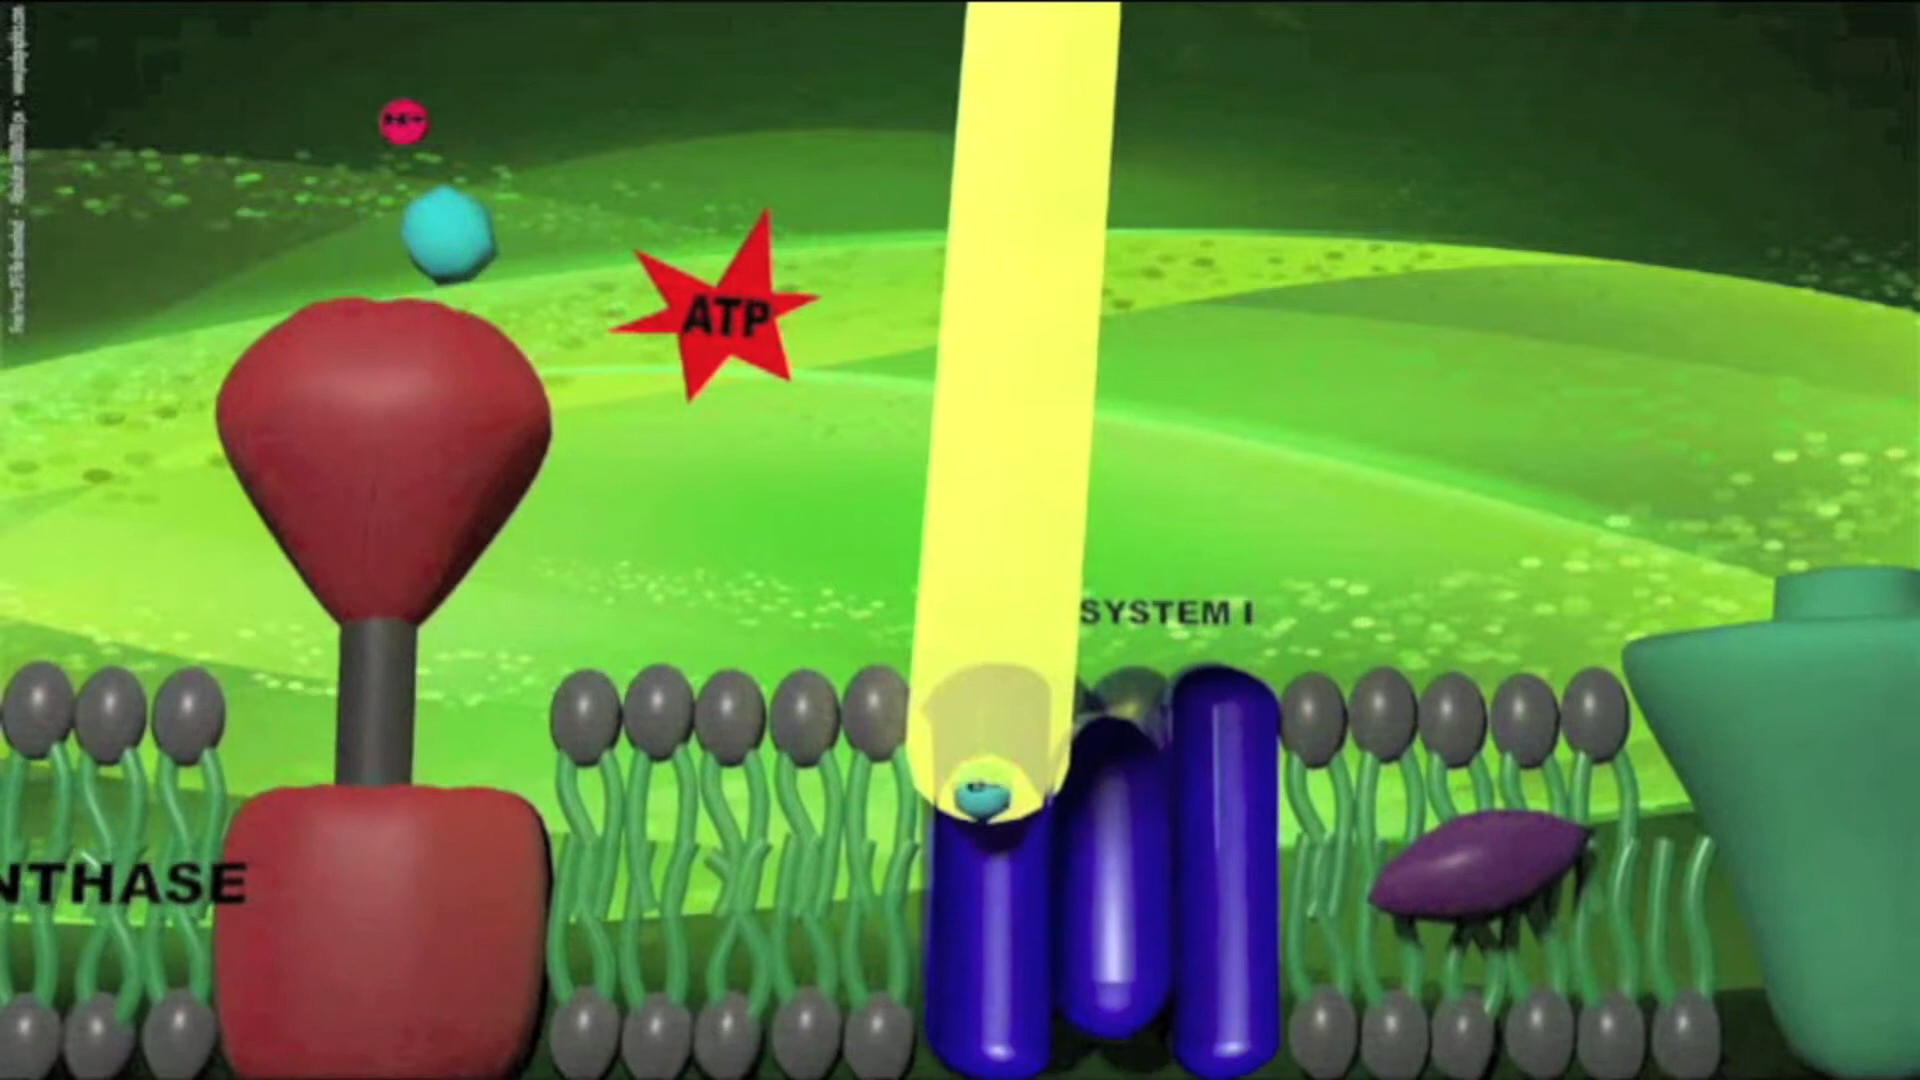 H+
ATP
SYSTEM I
e-
NTHASE